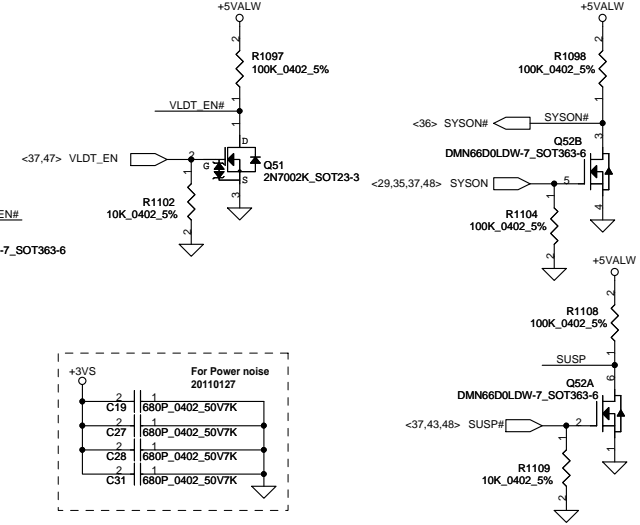 +5VALW
2
R1097
100K_0402_5%
1
VLDT_EN#
1
D
<37,47> VLDT_EN
2
G
Q51
2N7002K_SOT23-3
S
3
1
R1102
10K_0402_5%
2
EN#
-7_SOT363-6
+5VALW
2
R1098
100K_0402_5%
1
<36> SYSON#
SYSON#
3
Q52B
DMN66D0LDW-7_SOT363-6
<29,35,37,48> SYSON
5
4
1
R1104
100K_0402_5%
2
+5VALW
2
R1108
100K_0402_5%
1
SUSP
6
Q52A
DMN66D0LDW-7_SOT363-6
<37,43,48> SUSP#
2
1
1
R1109
10K_0402_5%
2
+3VS
For Power noise
20110127
2 1
C19 680P_0402_50V7K
2 1
C27 680P_0402_50V7K
2 1
C28 680P_0402_50V7K
2 1
C31 680P_0402_50V7K